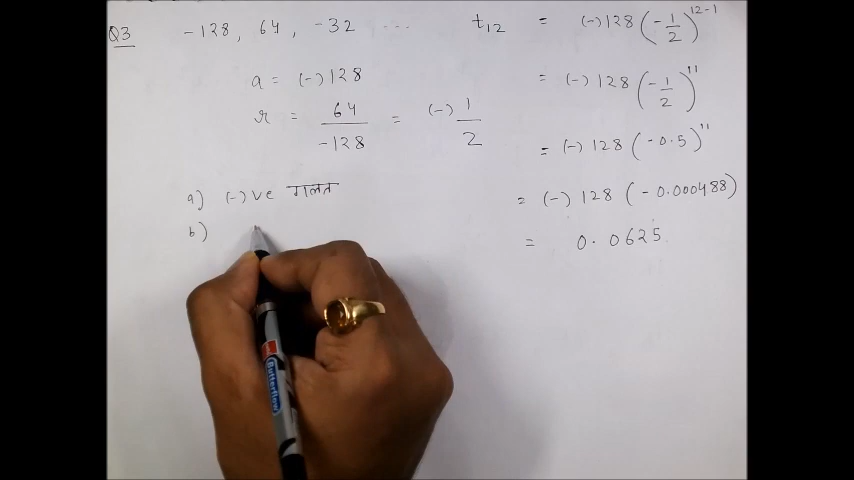 Q3 -128, 64, -32 ...
a = (-) 128
r = 64/-128 = (-) 1/2
a) (-) ve गलत
b)
t12 = (-) 128 (-1/2)^12-1
= (-) 128 (-1/2)^11
= (-) 128 (-0.5)^11
= (-) 128 (-0.000488)
= 0.0625
Butterflow